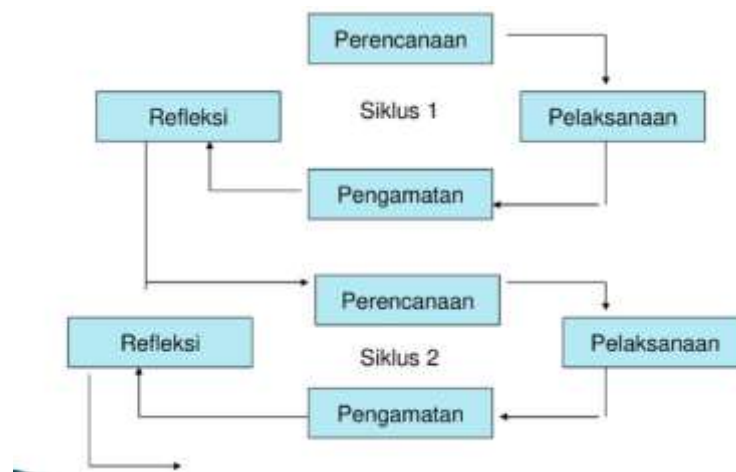 Perencanaan
Refleksi
Siklus 1
Pelaksanaan
Pengamatan
Perencanaan
Refleksi
Siklus 2
Pelaksanaan
Pengamatan